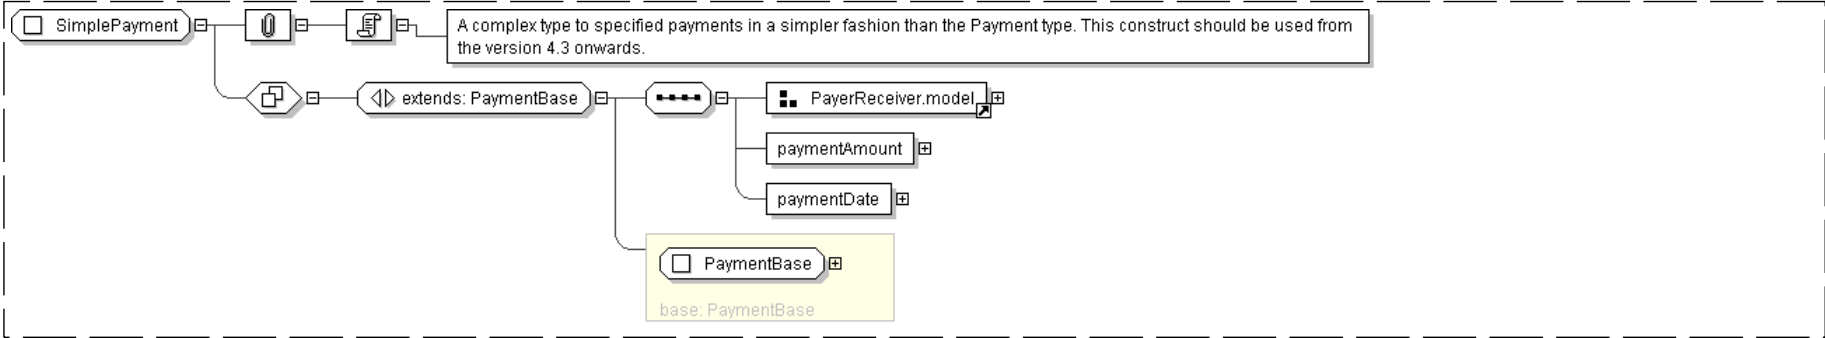 SimplePayment
A complex type to specified payments in a simpler fashion than the Payment type. This construct should be used from
the version 4.3 onwards.
extends: PaymentBase
PayerReceiver.model
paymentAmount
paymentDate
PaymentBase
base: PaymentBase